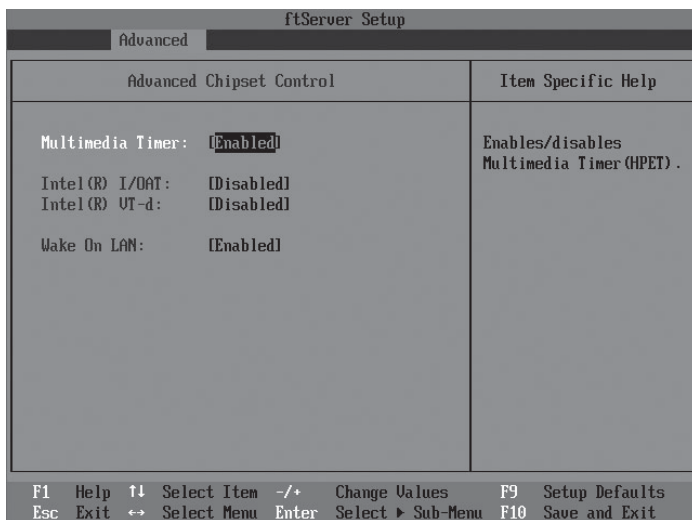 ftServer Setup
Advanced
Advanced Chipset Control
Item Specific Help
Multimedia Timer: [Enabled]
Intel(R) I/OAT: [Disabled]
Intel(R) VT-d: [Disabled]
Wake On LAN: [Enabled]
Enables/disables
Multimedia Timer(HPET).
F1 Help ↑↓ Select Item -/+ Change Values F9 Setup Defaults
Esc Exit ↔ Select Menu Enter Select ▶ Sub-Menu F10 Save and Exit